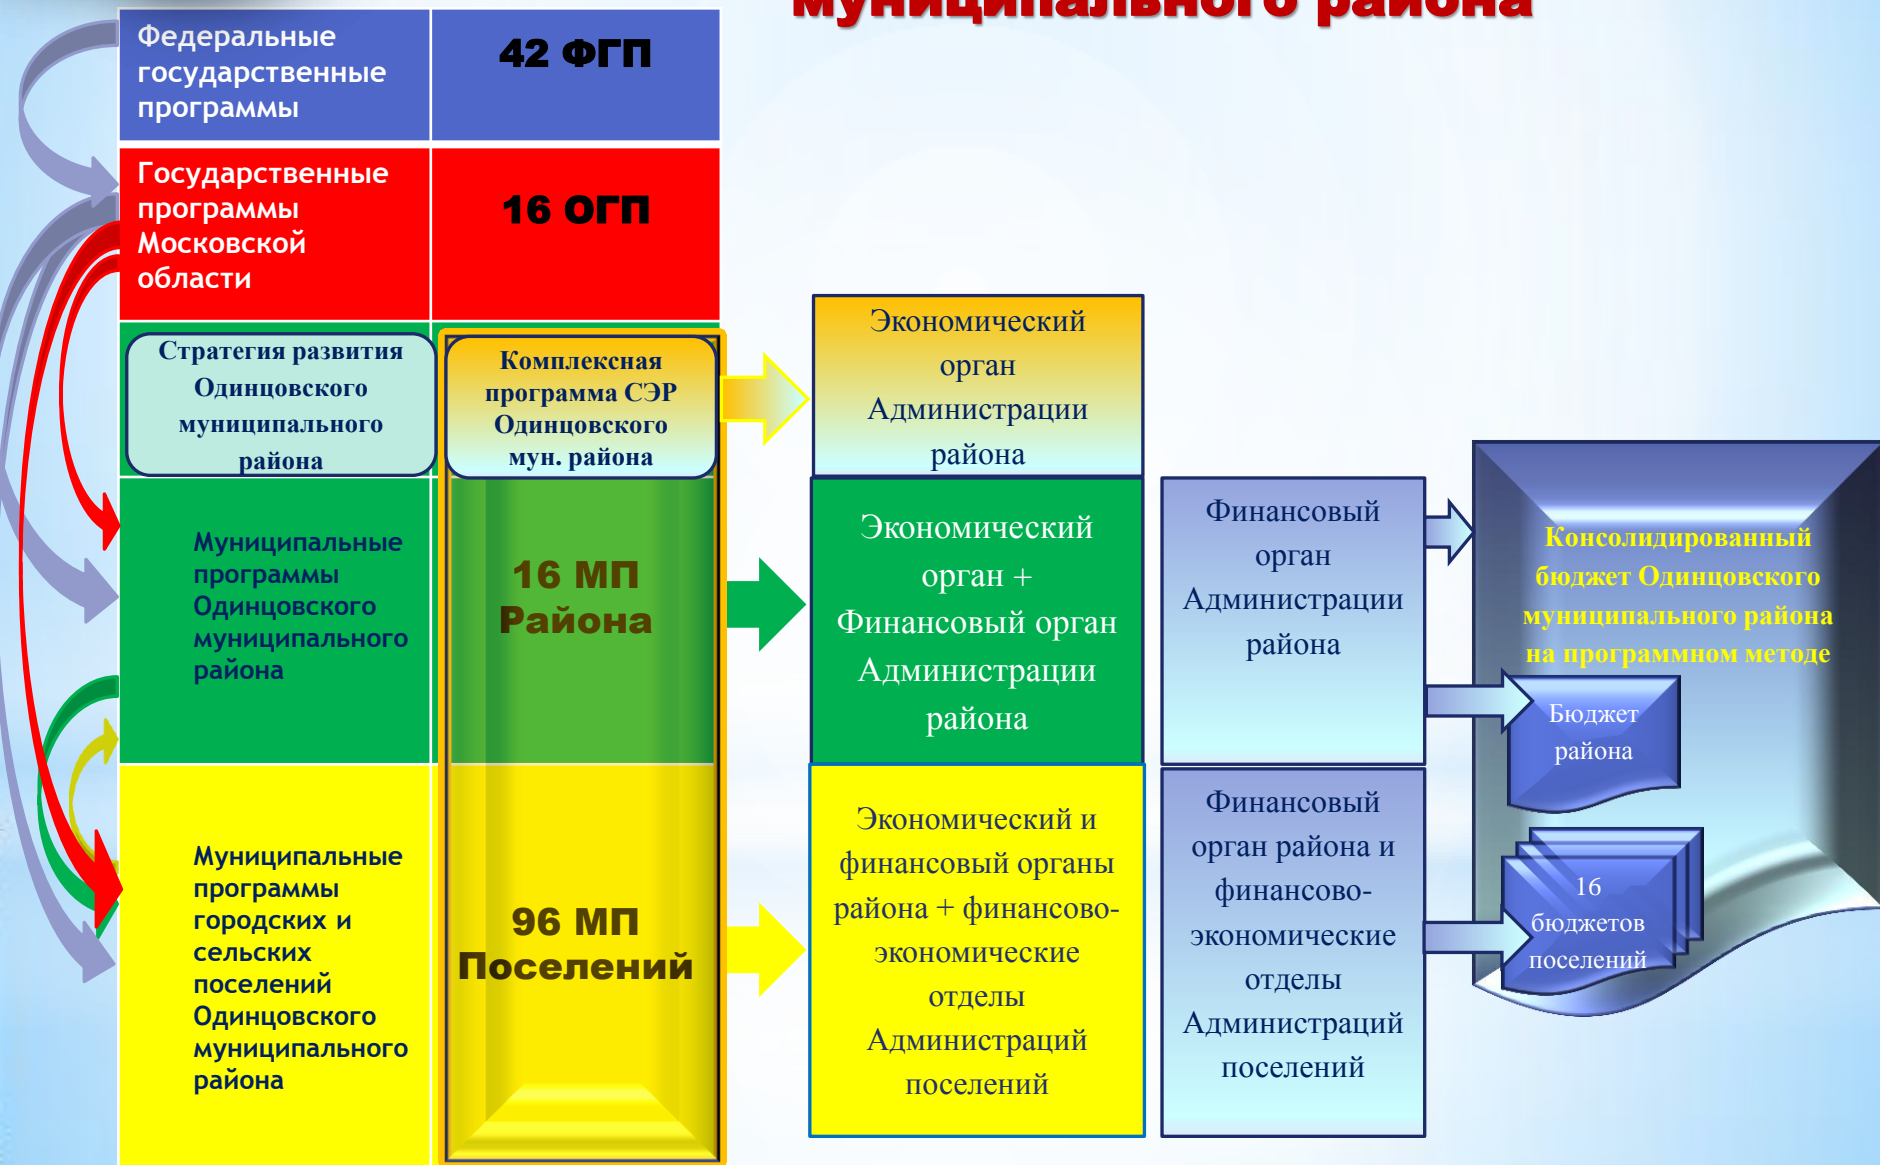 муниципального района
Федеральные
государственные
программы
42 ФГП
Государственные
программы
Московской
области
16 ОГП
Стратегия развития
Одинцовского
муниципального
района
Комплексная
программа СЭР
Одинцовского
мун. района
Экономический
орган
Администрации
района
Муниципальные
программы
Одинцовского
муниципального
района
16 МП
Района
Экономический
орган +
Финансовый орган
Администрации
района
Финансовый
орган
Администрации
района
Консолидированный
бюджет Одинцовского
муниципального района
на программном методе
Бюджет
района
Муниципальные
программы
городских и
сельских
поселений
Одинцовского
муниципального
района
96 МП
Поселений
Экономический и
финансовый органы
района + финансово-
экономические
отделы
Администраций
поселений
Финансовый
орган района и
финансово-
экономические
отделы
Администраций
поселений
16
бюджетов
поселений